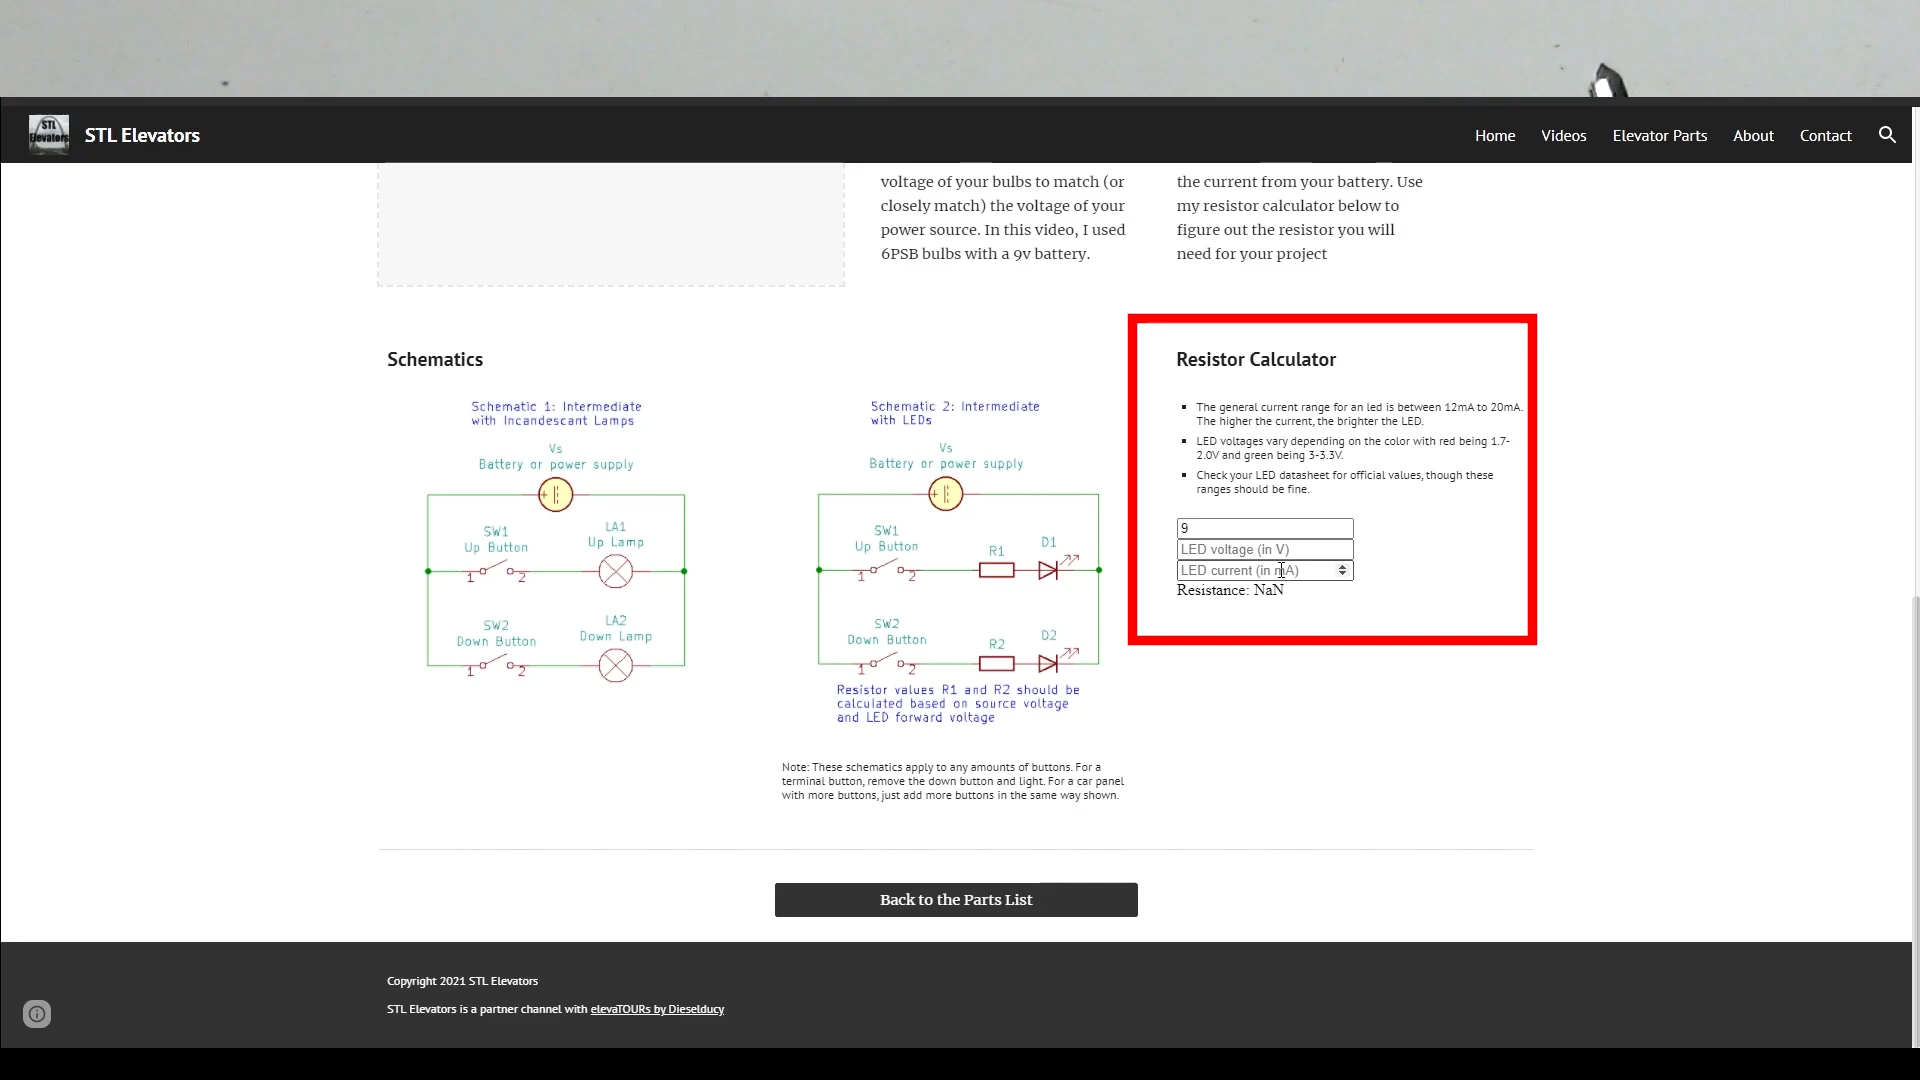 STL
Elevators
STL Elevators
Home Videos Elevator Parts About Contact
voltage of your bulbs to match (or
closely match) the voltage of your
power source. In this video, I used
6PSB bulbs with a 9v battery.
the current from your battery. Use
my resistor calculator below to
figure out the resistor you will
need for your project
Schematics
Schematic 1: Intermediate
with Incandescant Lamps
Vs
Battery or power supply
SW1
Up Button
LA1
Up Lamp
1 2
SW2
Down Button
LA2
Down Lamp
1 2
Schematic 2: Intermediate
with LEDs
Vs
Battery or power supply
SW1
Up Button
R1
D1
1 2
SW2
Down Button
R2
D2
1 2
Resistor values R1 and R2 should be
calculated based on source voltage
and LED forward voltage
Note: These schematics apply to any amounts of buttons. For a
terminal button, remove the down button and light. For a car panel
with more buttons, just add more buttons in the same way shown.
Resistor Calculator
The general current range for an led is between 12mA to 20mA.
The higher the current, the brighter the LED.
LED voltages vary depending on the color with red being 1.7-
2.0V and green being 3-3.3V.
Check your LED datasheet for official values, though these
ranges should be fine.
9
LED voltage (in V)
LED current (in mA)
Resistance: NaN
Back to the Parts List
Copyright 2021 STL Elevators
STL Elevators is a partner channel with elevaTOURs by Dieselducy